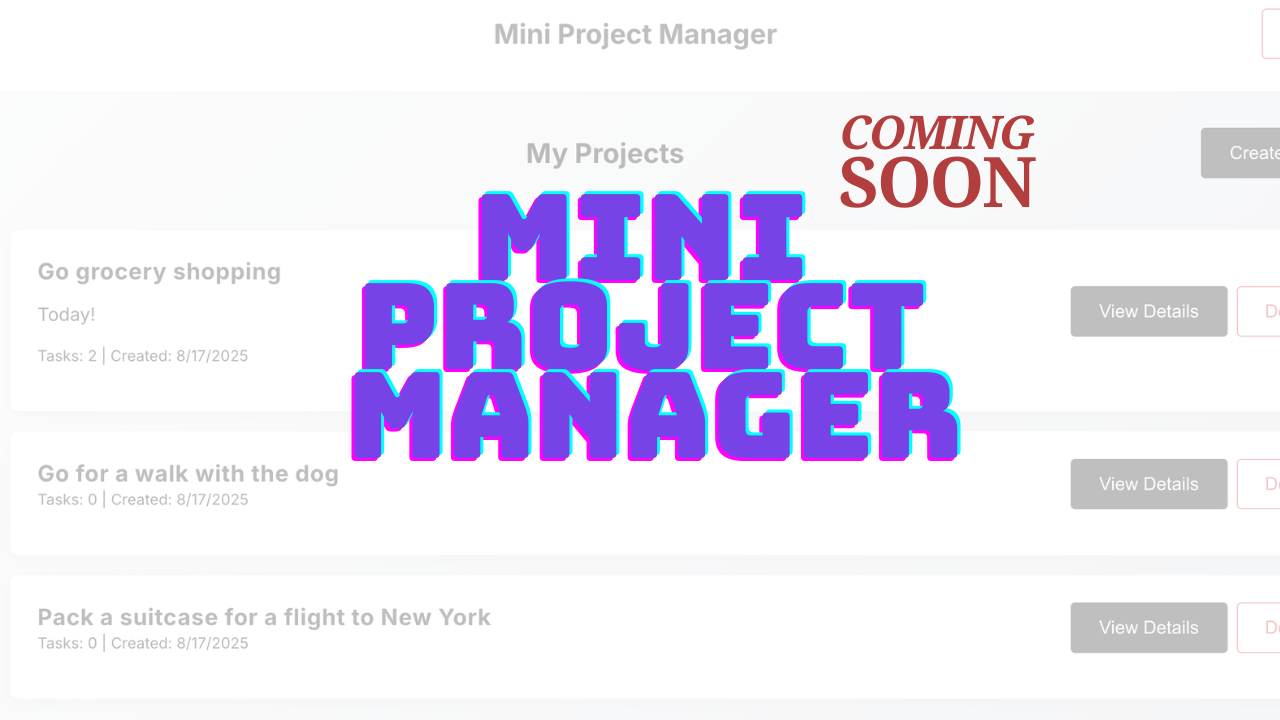 Mini Project Manager
COMING
SOON
My Projects
Create
MINI
PROJECT
MANAGER
Go grocery shopping
Today!
Tasks: 2 | Created: 8/17/2025
View Details
De
Go for a walk with the dog
Tasks: 0 | Created: 8/17/2025
View Details
De
Pack a suitcase for a flight to New York
Tasks: 0 | Created: 8/17/2025
View Details
De